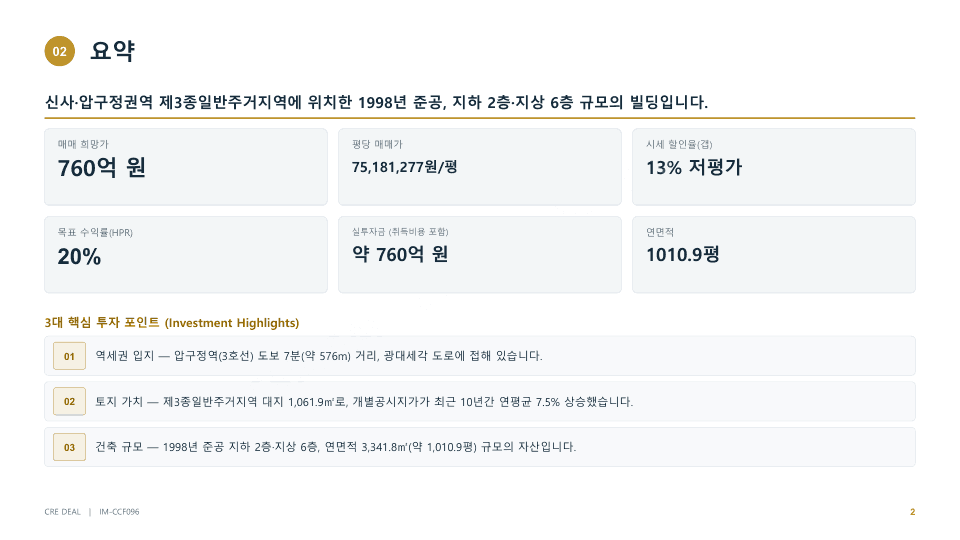 02 요약
신사·압구정권역 제3종일반주거지역에 위치한 1998년 준공, 지하 2층·지상 6층 규모의 빌딩입니다.
매매 희망가
760억 원
평당 매매가
75,181,277원/평
시세 할인율(갭)
13% 저평가
목표 수익률(HPR)
20%
실투자금 (취득비용 포함)
약 760억 원
연면적
1010.9평
3대 핵심 투자 포인트 (Investment Highlights)
01 역세권 입지 — 압구정역(3호선) 도보 7분(약 576m) 거리, 광대세각 도로에 접해 있습니다.
02 토지 가치 — 제3종일반주거지역 대지 1,061.9㎡로, 개별공시지가가 최근 10년간 연평균 7.5% 상승했습니다.
03 건축 규모 — 1998년 준공 지하 2층·지상 6층, 연면적 3,341.8㎡(약 1,010.9평) 규모의 자산입니다.
CRE DEAL | IM-CCF096
2